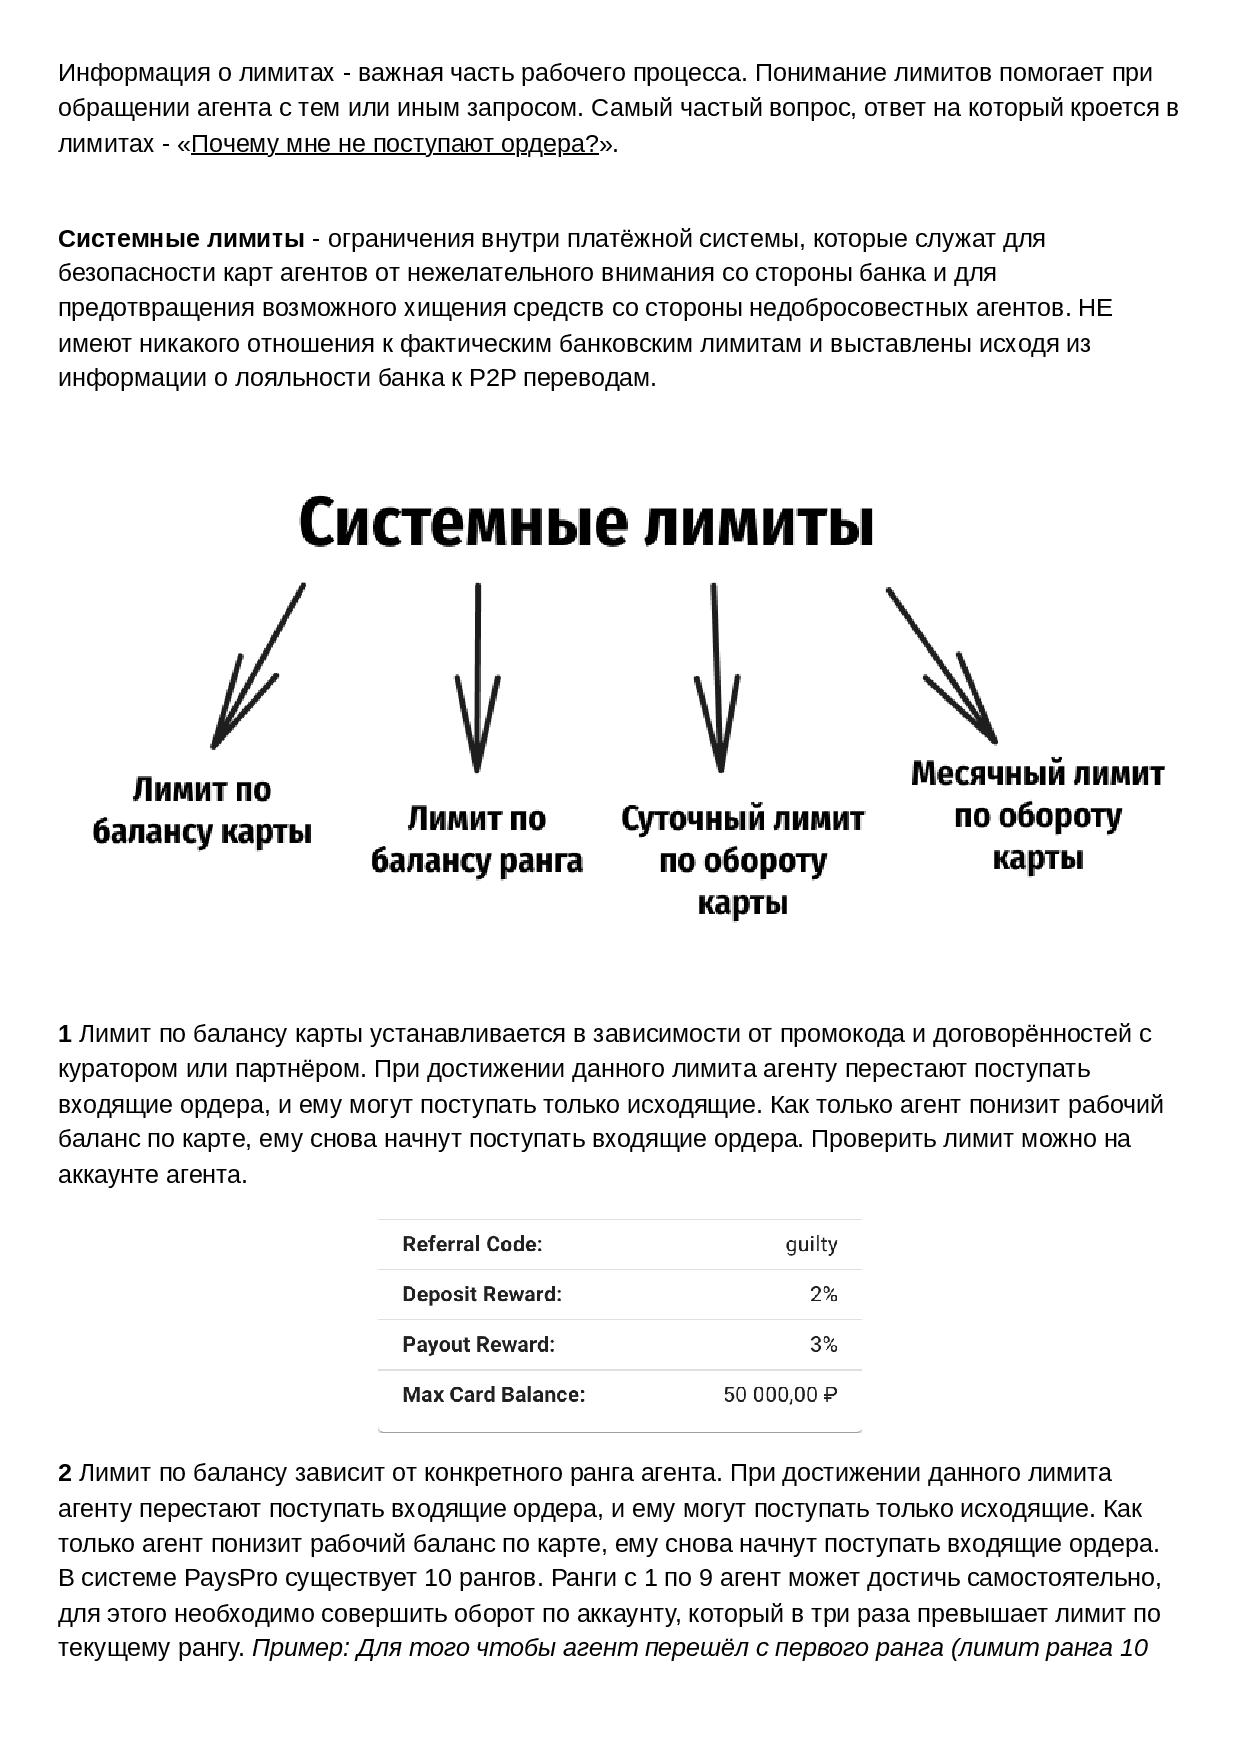 Информация о лимитах - важная часть рабочего процесса. Понимание лимитов помогает при
обращении агента с тем или иным запросом. Самый частый вопрос, ответ на который кроется в
лимитах - «Почему мне не поступают ордера?».
Системные лимиты - ограничения внутри платёжной системы, которые служат для
безопасности карт агентов от нежелательного внимания со стороны банка и для
предотвращения возможного хищения средств со стороны недобросовестных агентов. НЕ
имеют никакого отношения к фактическим банковским лимитам и выставлены исходя из
информации о лояльности банка к P2P переводам.
Системные лимиты
Лимит по
балансу карты
Лимит по
балансу ранга
Суточный лимит
по обороту
карты
Месячный лимит
по обороту
карты
1 Лимит по балансу карты устанавливается в зависимости от промокода и договорённостей с
куратором или партнёром. При достижении данного лимита агенту перестают поступать
входящие ордера, и ему могут поступать только исходящие. Как только агент понизит рабочий
баланс по карте, ему снова начнут поступать входящие ордера. Проверить лимит можно на
аккаунте агента.
Referral Code: guilty
Deposit Reward: 2%
Payout Reward: 3%
Max Card Balance: 50 000,00 ₽
2 Лимит по балансу зависит от конкретного ранга агента. При достижении данного лимита
агенту перестают поступать входящие ордера, и ему могут поступать только исходящие. Как
только агент понизит рабочий баланс по карте, ему снова начнут поступать входящие ордера.
В системе PaysPro существует 10 рангов. Ранги с 1 по 9 агент может достичь самостоятельно,
для этого необходимо совершить оборот по аккаунту, который в три раза превышает лимит по
текущему рангу. Пример: Для того чтобы агент перешёл с первого ранга (лимит ранга 10